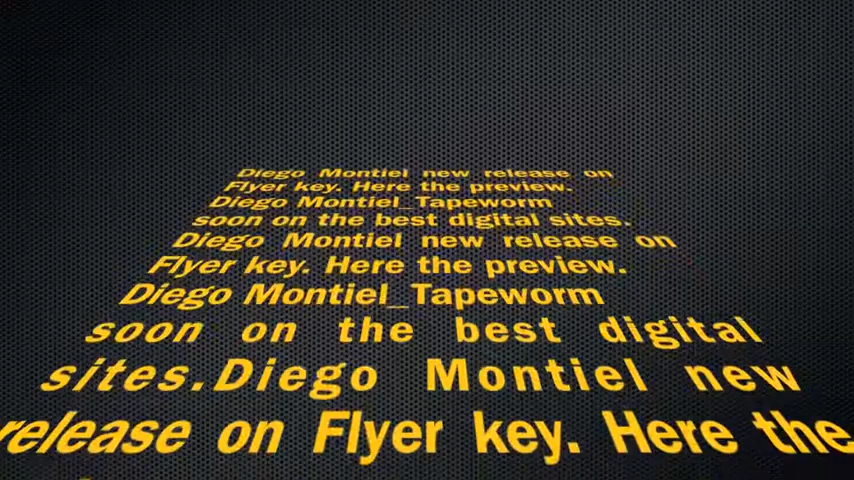 Diego Montiel new release on
Flyer key. Here the preview.
Diego Montiel_Tapeworm
soon on the best digital sites.
Diego Montiel new release on
Flyer key. Here the preview.
Diego Montiel_Tapeworm
soon on the best digital
sites.Diego Montiel new
release on Flyer key. Here the